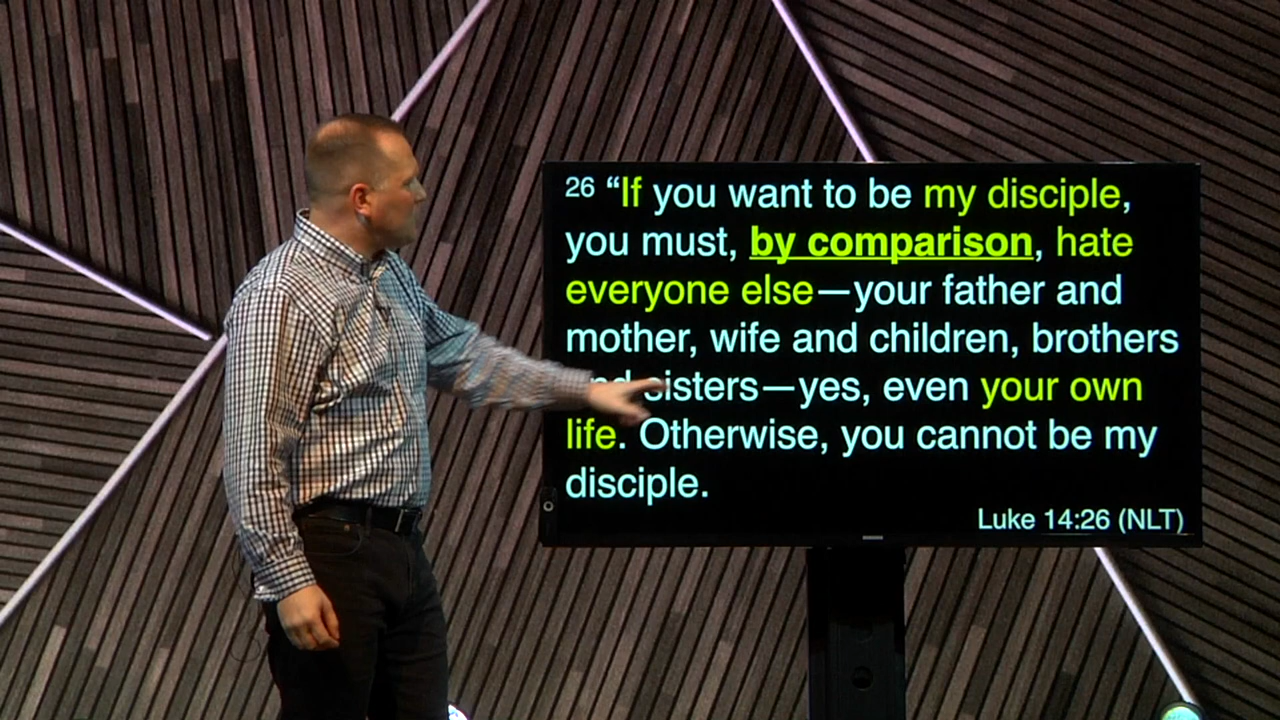 26 “If you want to be my disciple,
you must, by comparison, hate
everyone else—your father and
mother, wife and children, brothers
sisters—yes, even your own
life. Otherwise, you cannot be my
disciple.
Luke 14:26 (NLT)